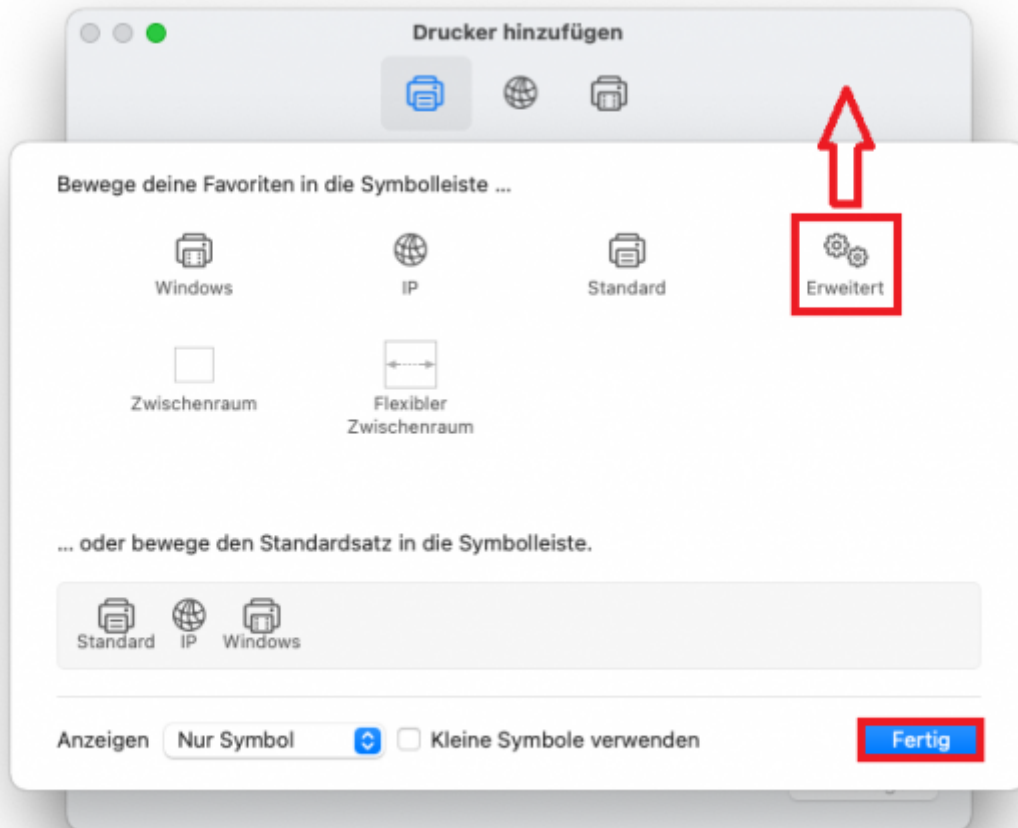 Drucker hinzufügen
Bewege deine Favoriten in die Symbolleiste ...
Windows
IP
Standard
Erweitert
Zwischenraum
Flexibler
Zwischenraum
... oder bewege den Standardsatz in die Symbolleiste.
Standard IP Windows
Anzeigen Nur Symbol Kleine Symbole verwenden Fertig